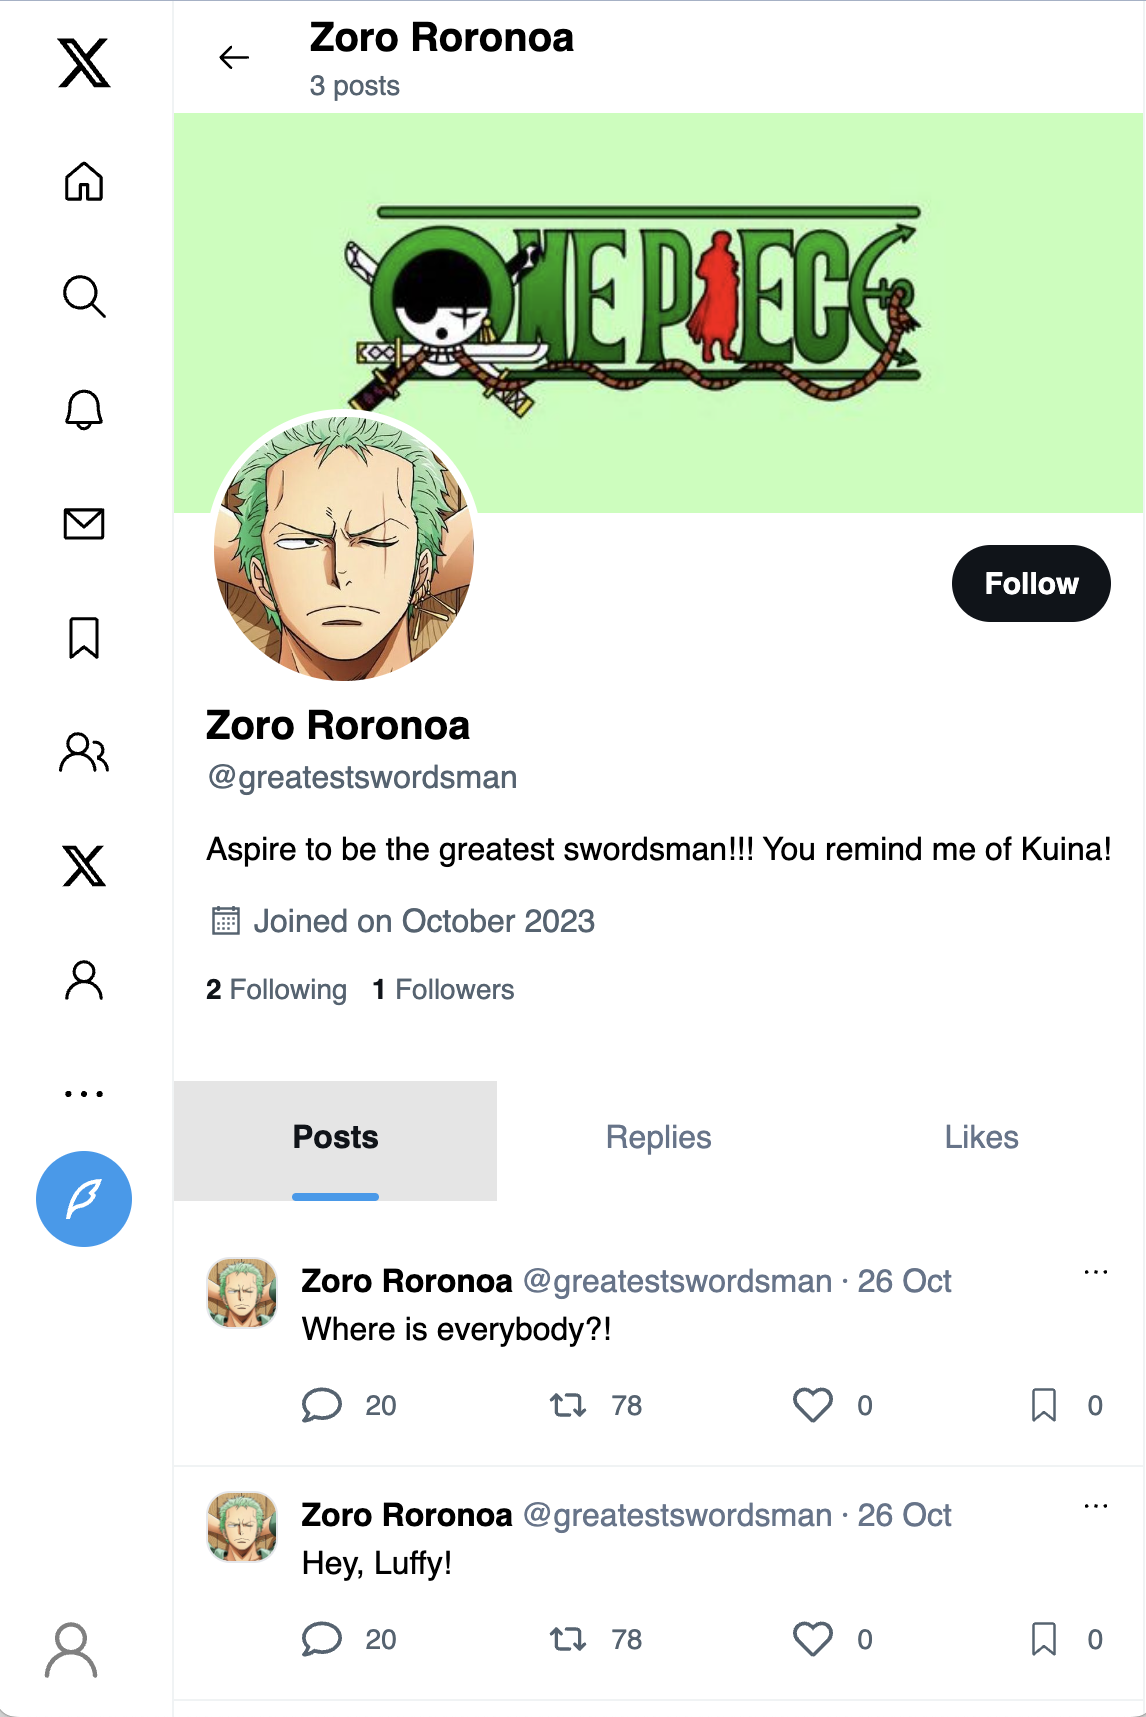 Zoro Roronoa
3 posts
ONE PIECE
Follow
Zoro Roronoa
@greatestswordsman
Aspire to be the greatest swordsman!!! You remind me of Kuina!
Joined on October 2023
2 Following 1 Followers
Posts Replies Likes
Zoro Roronoa @greatestswordsman · 26 Oct
Where is everybody?!
20 78 0 0
Zoro Roronoa @greatestswordsman · 26 Oct
Hey, Luffy!
20 78 0 0